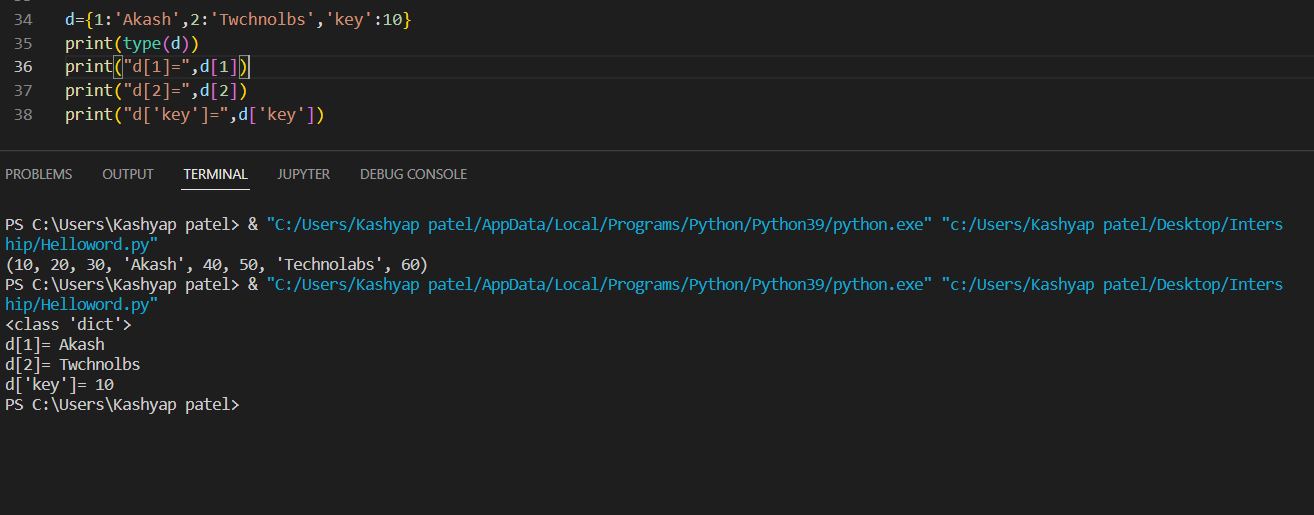 34 d={1:'Akash',2:'Twchnolbs','key':10}
35 print(type(d))
36 print("d[1]=",d[1])
37 print("d[2]=",d[2])
38 print("d['key']=",d['key'])
PROBLEMS OUTPUT TERMINAL JUPYTER DEBUG CONSOLE
PS C:\Users\Kashyap patel> & "C:/Users/Kashyap patel/AppData/Local/Programs/Python/Python39/python.exe" "c:/Users/Kashyap patel/Desktop/Inters
hip/Helloword.py"
(10, 20, 30, 'Akash', 40, 50, 'Technolabs', 60)
PS C:\Users\Kashyap patel> & "C:/Users/Kashyap patel/AppData/Local/Programs/Python/Python39/python.exe" "c:/Users/Kashyap patel/Desktop/Inters
hip/Helloword.py"
<class 'dict'>
d[1]= Akash
d[2]= Twchnolbs
d['key']= 10
PS C:\Users\Kashyap patel>